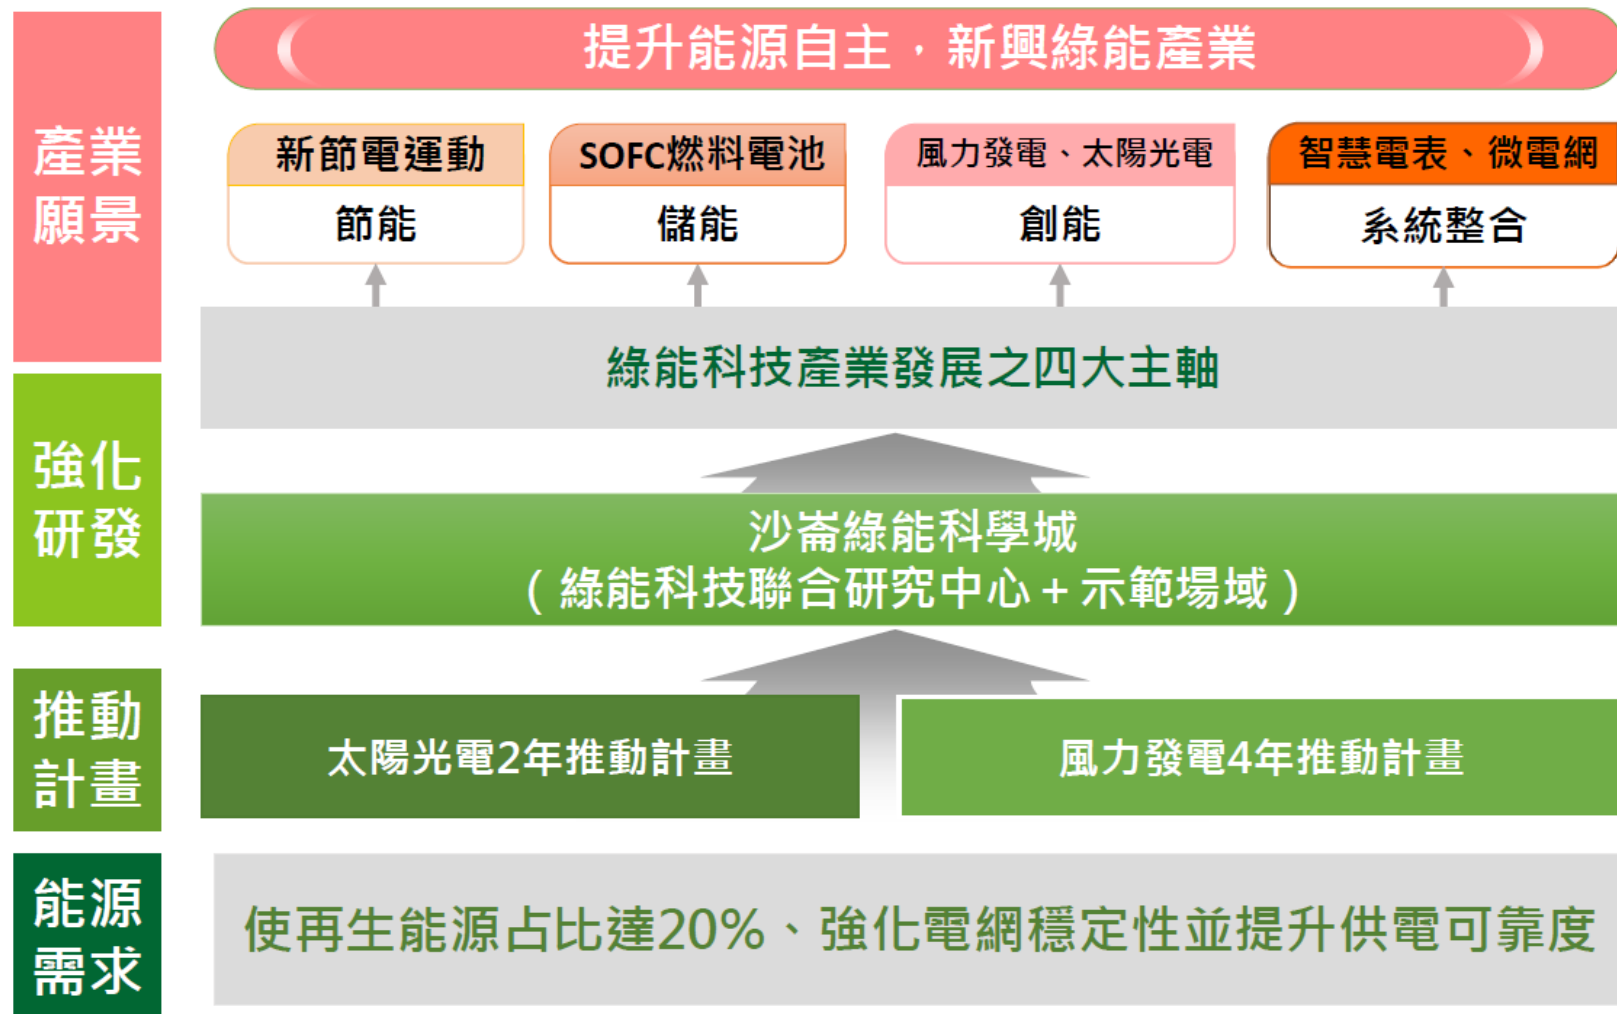 產業
願景
提升能源自主，新興綠能產業
新節電運動
節能
SOFC燃料電池
儲能
風力發電、太陽光電
創能
智慧電表、微電網
系統整合
綠能科技產業發展之四大主軸
強化
研發
沙崙綠能科學城
（綠能科技聯合研究中心+示範場域）
推動
計畫
太陽光電2年推動計畫
風力發電4年推動計畫
能源
需求
使再生能源占比達20%、強化電網穩定性並提升供電可靠度